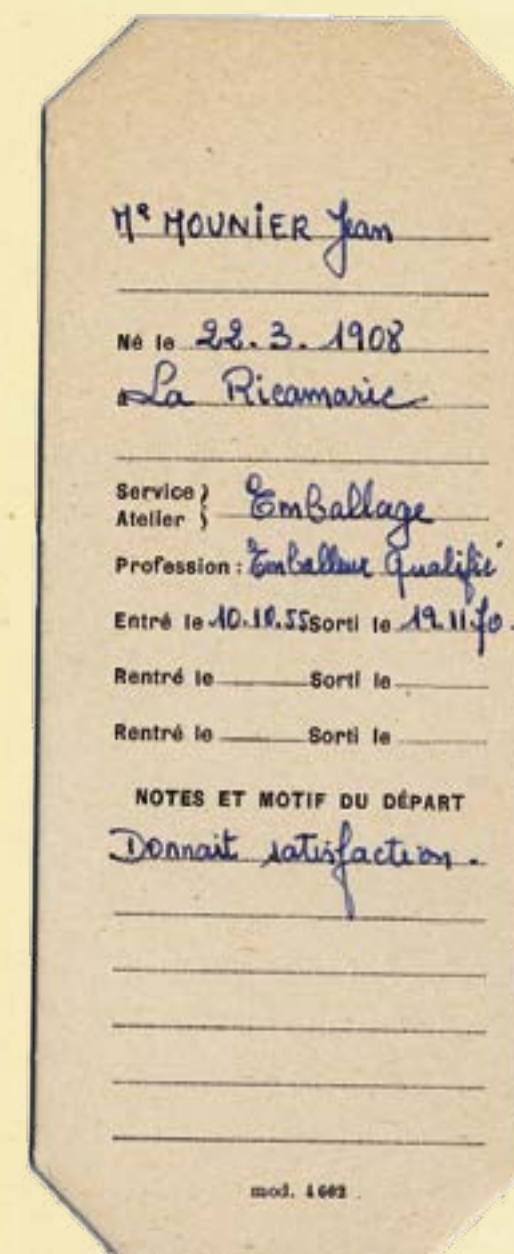 Mr MOUNIER Jean
Né le 22.3.1908
à La Ricamarie
Service }
Atelier } Emballage
Profession : Emballeur Qualifié
Entré le 10.10.55 Sorti le 19.11.70.
Rentré le Sorti le
Rentré le Sorti le
NOTES ET MOTIF DU DÉPART
Donnait satisfaction.
mod. 4602